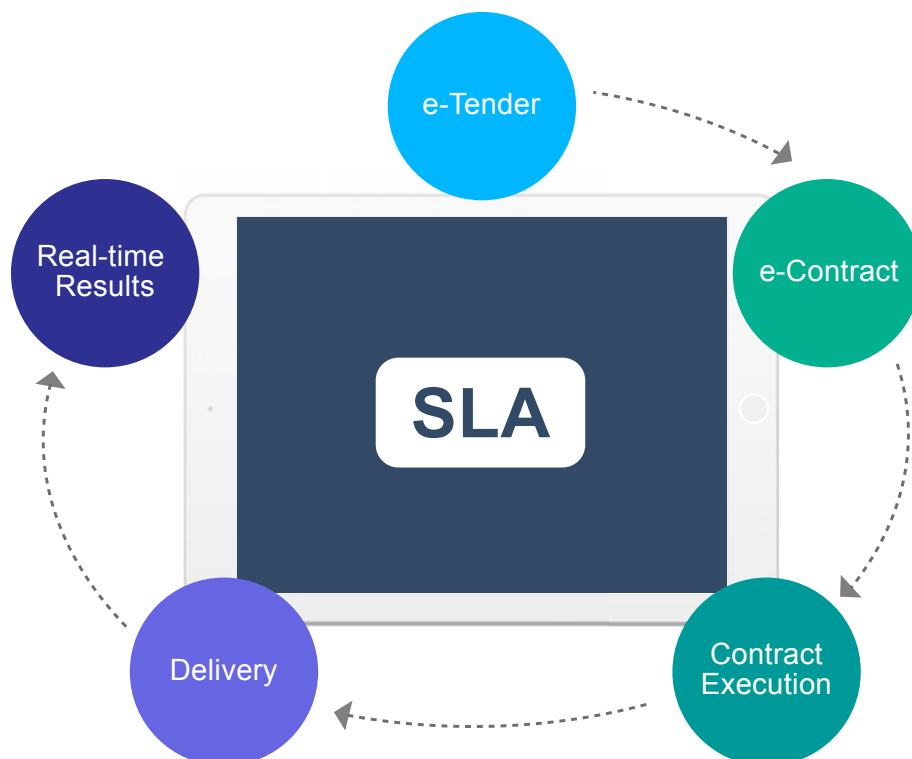 e-Tender
e-Contract
Contract
Execution
Delivery
Real-time
Results
SLA